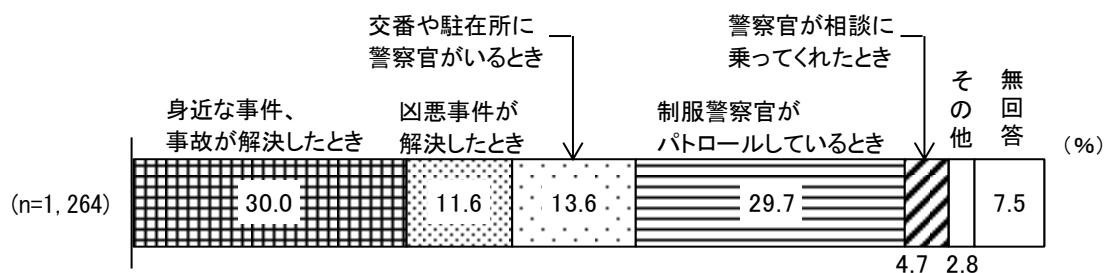 交番や駐在所に
警察官がいるとき
警察官が相談に
乗ってくれたとき
身近な事件、
事故が解決したとき
凶悪事件が
解決したとき
制服警察官が
パトロールしているとき
その他
無回答
(%)
(n=1,264)
30.0
11.6
13.6
29.7
7.5
4.7
2.8